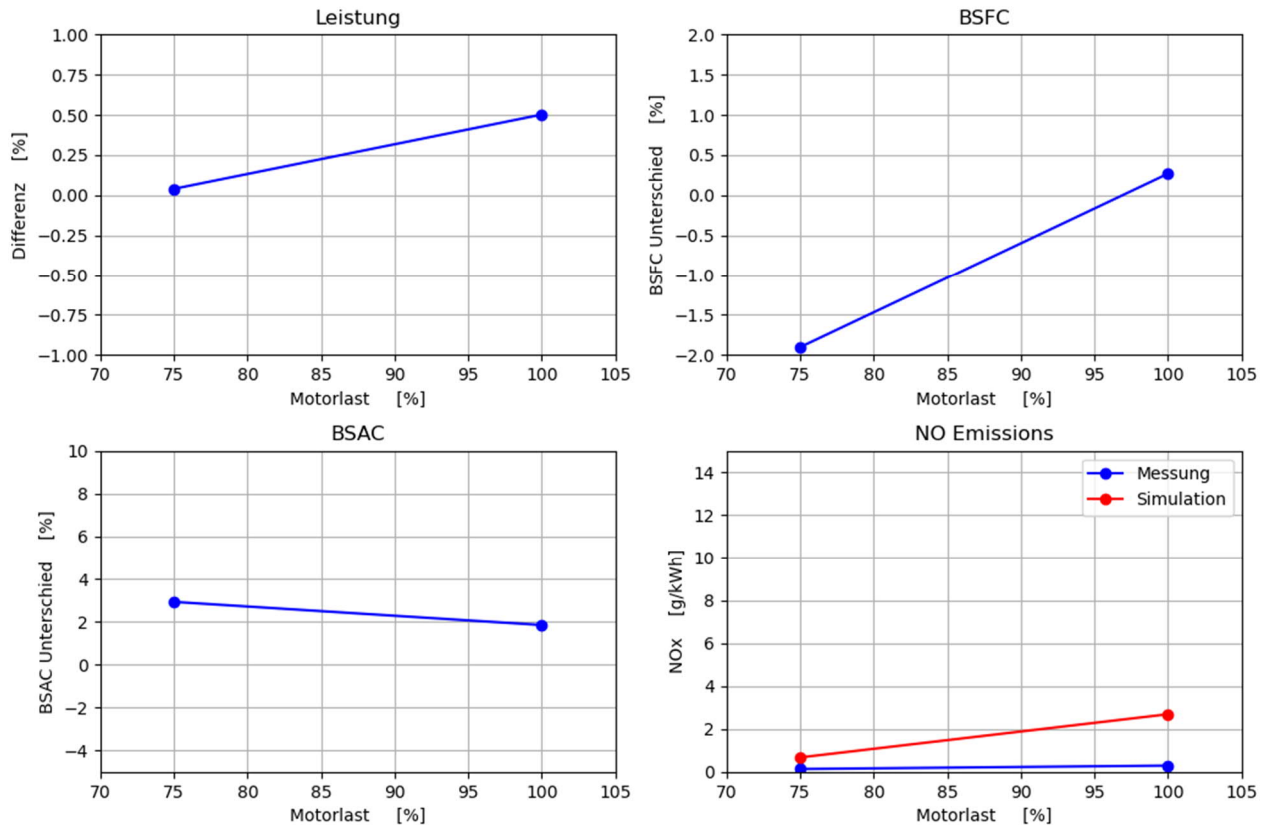 Leistung
1.00
0.75
0.50
0.25
0.00
−0.25
−0.50
−0.75
−1.00
Differenz [%]
70 75 80 85 90 95 100 105
Motorlast [%]
BSFC
2.0
1.5
1.0
0.5
0.0
−0.5
−1.0
−1.5
−2.0
BSFC Unterschied [%]
70 75 80 85 90 95 100 105
Motorlast [%]
BSAC
10
8
6
4
2
0
−2
−4
BSAC Unterschied [%]
70 75 80 85 90 95 100 105
Motorlast [%]
NO Emissions
Messung
Simulation
14
12
10
8
6
4
2
0
NOx [g/kWh]
70 75 80 85 90 95 100 105
Motorlast [%]